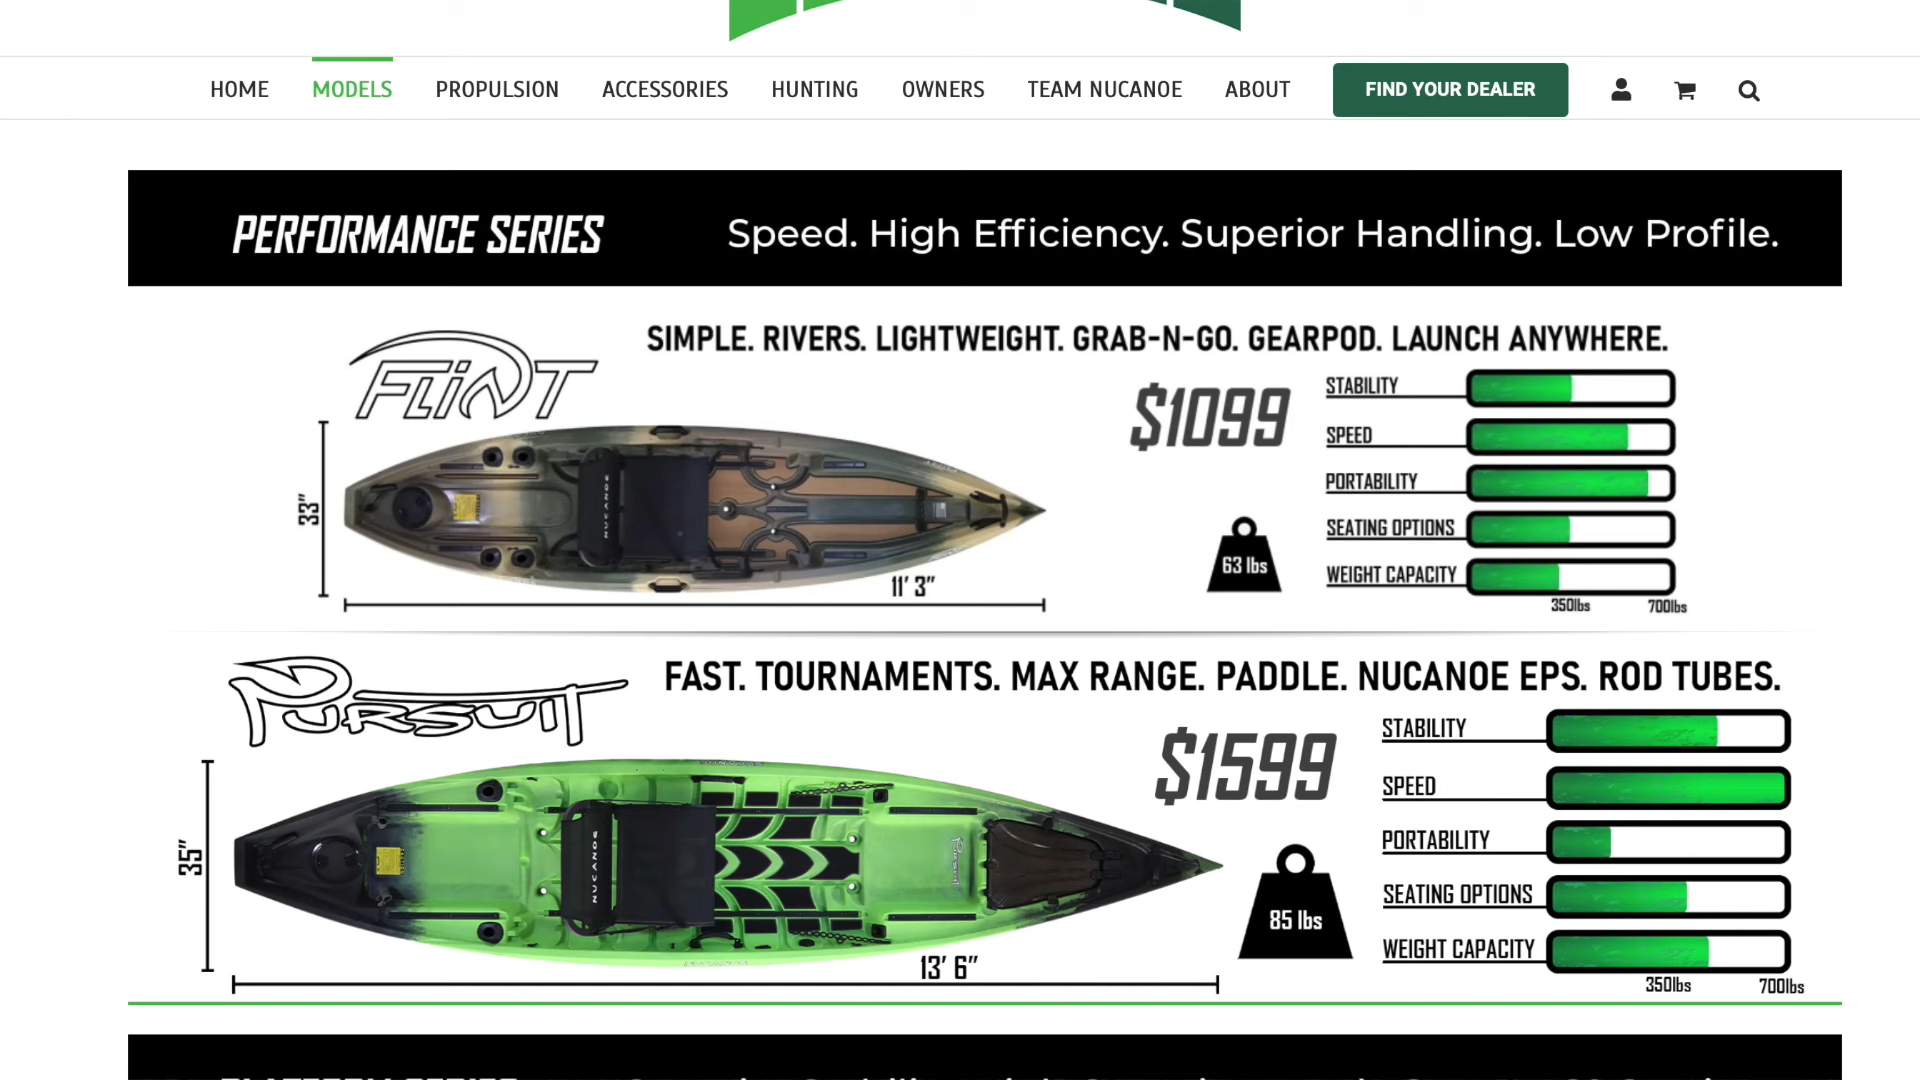 HOME MODELS PROPULSION ACCESSORIES HUNTING OWNERS TEAM NUCANOE ABOUT FIND YOUR DEALER
PERFORMANCE SERIES Speed. High Efficiency. Superior Handling. Low Profile.
FLINT
SIMPLE. RIVERS. LIGHTWEIGHT. GRAB-N-GO. GEARPOD. LAUNCH ANYWHERE.
$1099
STABILITY
SPEED
PORTABILITY
SEATING OPTIONS
WEIGHT CAPACITY
350lbs 700lbs
33"
NUCANOE
63 lbs
11' 3"
PURSUIT
FAST. TOURNAMENTS. MAX RANGE. PADDLE. NUCANOE EPS. ROD TUBES.
$1599
STABILITY
SPEED
PORTABILITY
SEATING OPTIONS
WEIGHT CAPACITY
350lbs 700lbs
35"
NUCANOE
Pursuit
85 lbs
13' 6"